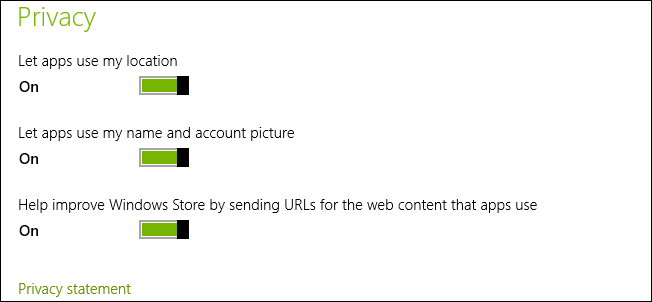 Privacy
Let apps use my location
On
Let apps use my name and account picture
On
Help improve Windows Store by sending URLs for the web content that apps use
On
Privacy statement